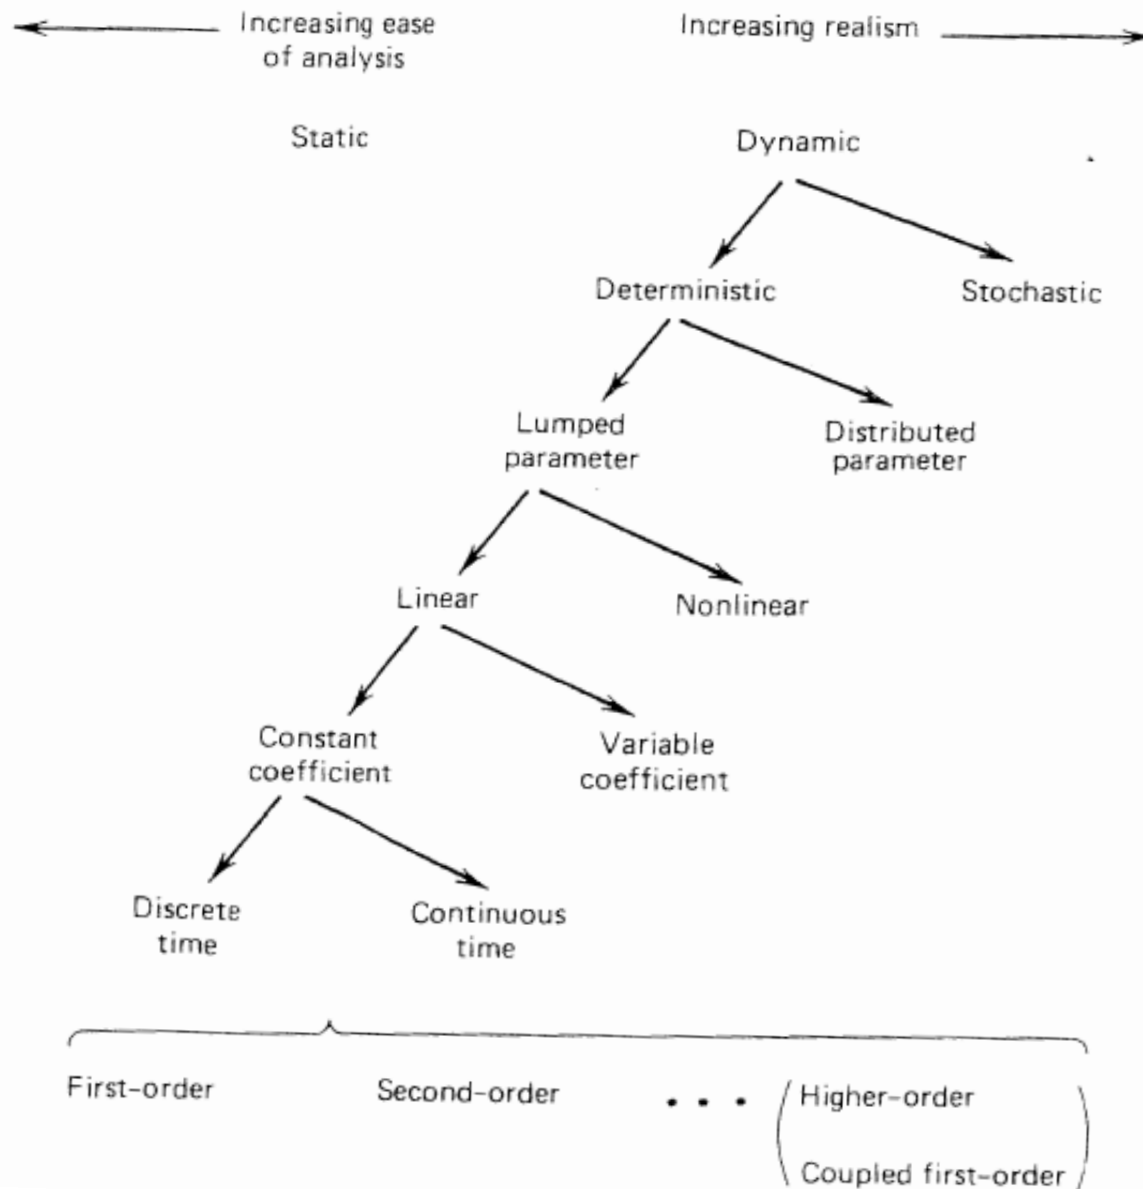 Increasing ease
of analysis
Increasing realism
Static
Dynamic
Deterministic
Stochastic
Lumped
parameter
Distributed
parameter
Linear
Nonlinear
Constant
coefficient
Variable
coefficient
Discrete
time
Continuous
time
First-order
Second-order
• • •
Higher-order
Coupled first-order